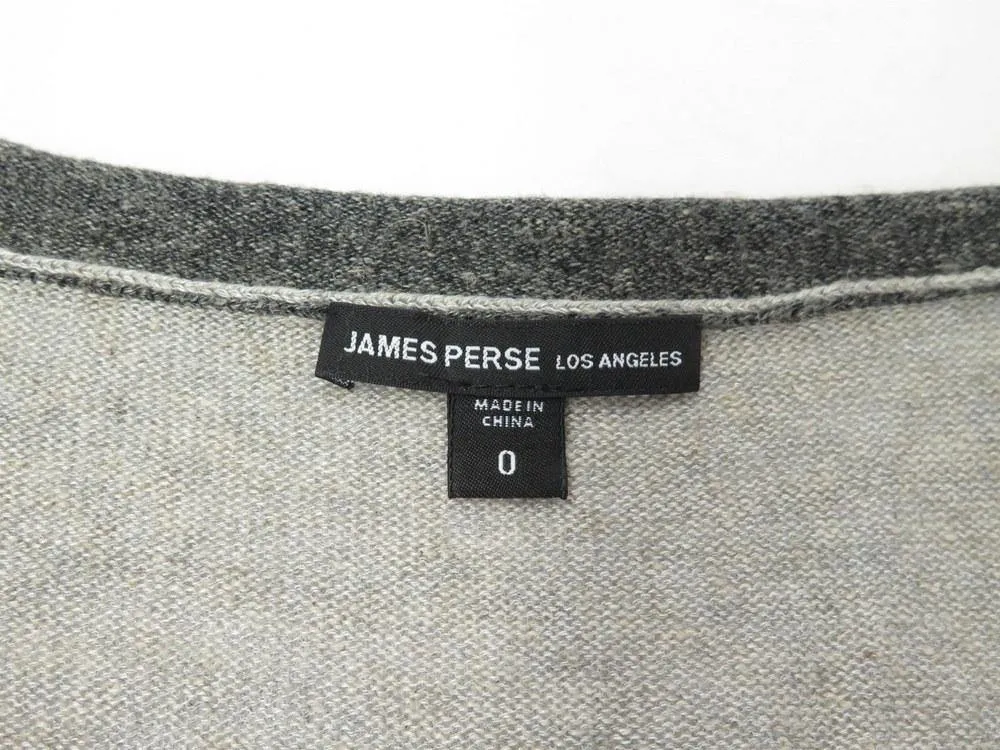 JAMES PERSE LOS ANGELES
MADE IN
CHINA
0